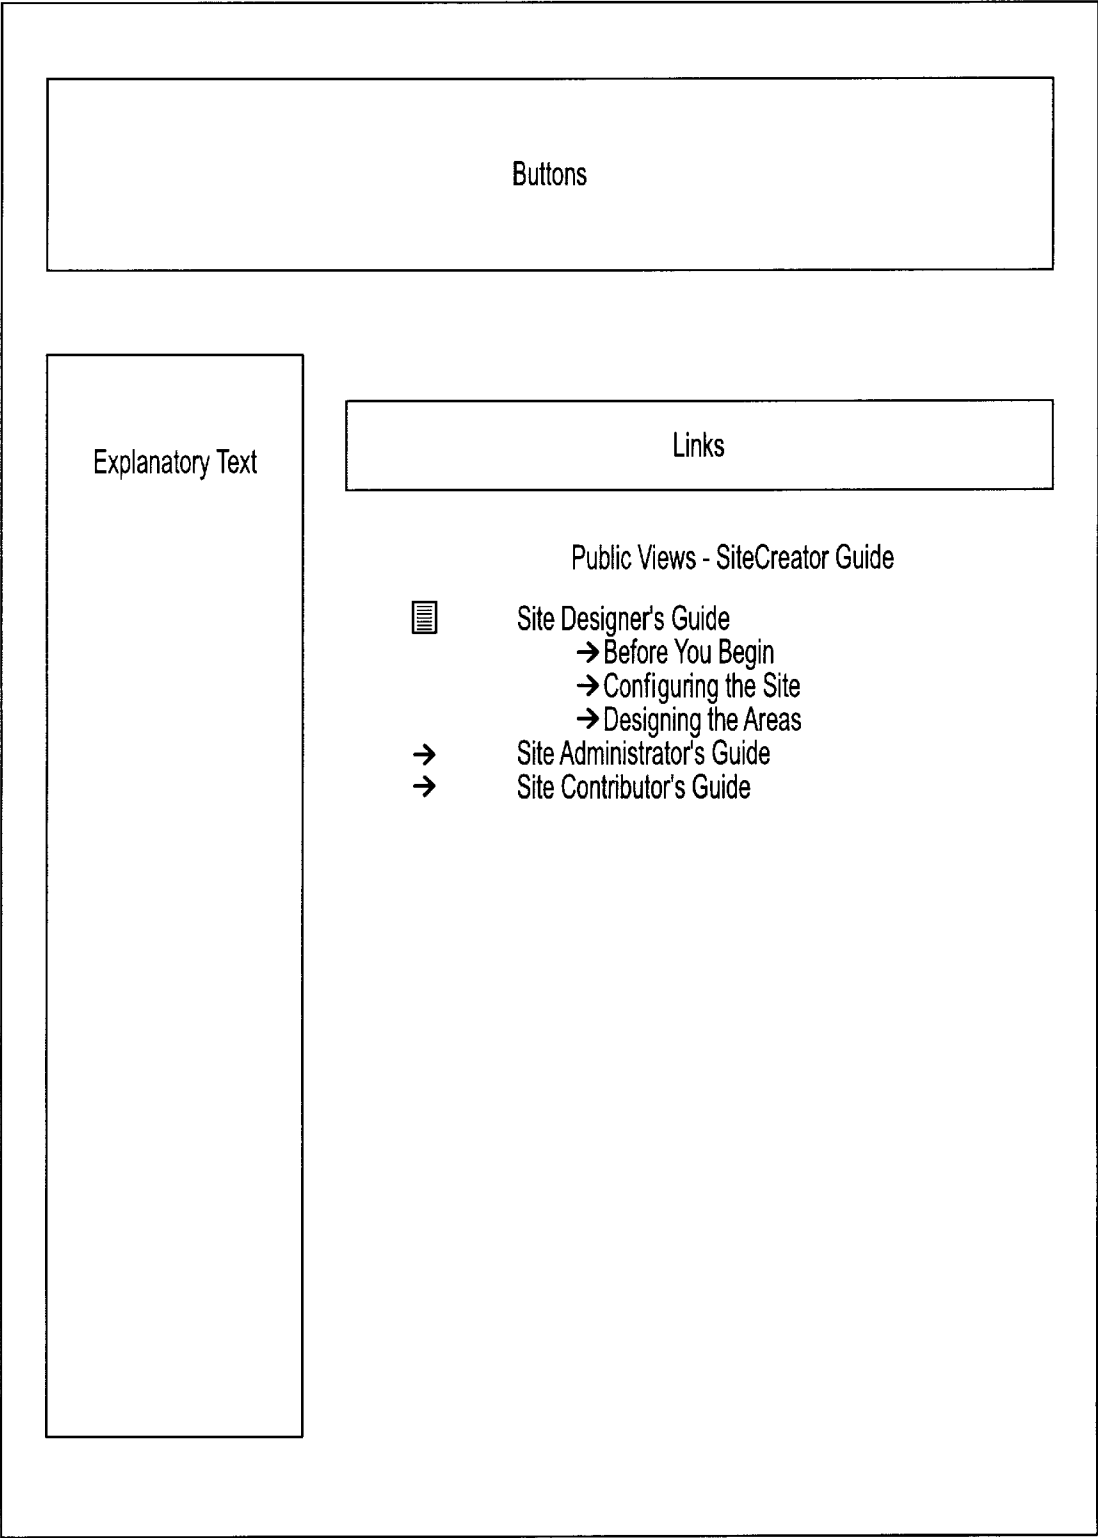 Buttons
Explanatory Text
Links
Public Views - SiteCreator Guide
Site Designer's Guide
→Before You Begin
→Configuring the Site
→Designing the Areas
→ Site Administrator's Guide
→ Site Contributor's Guide